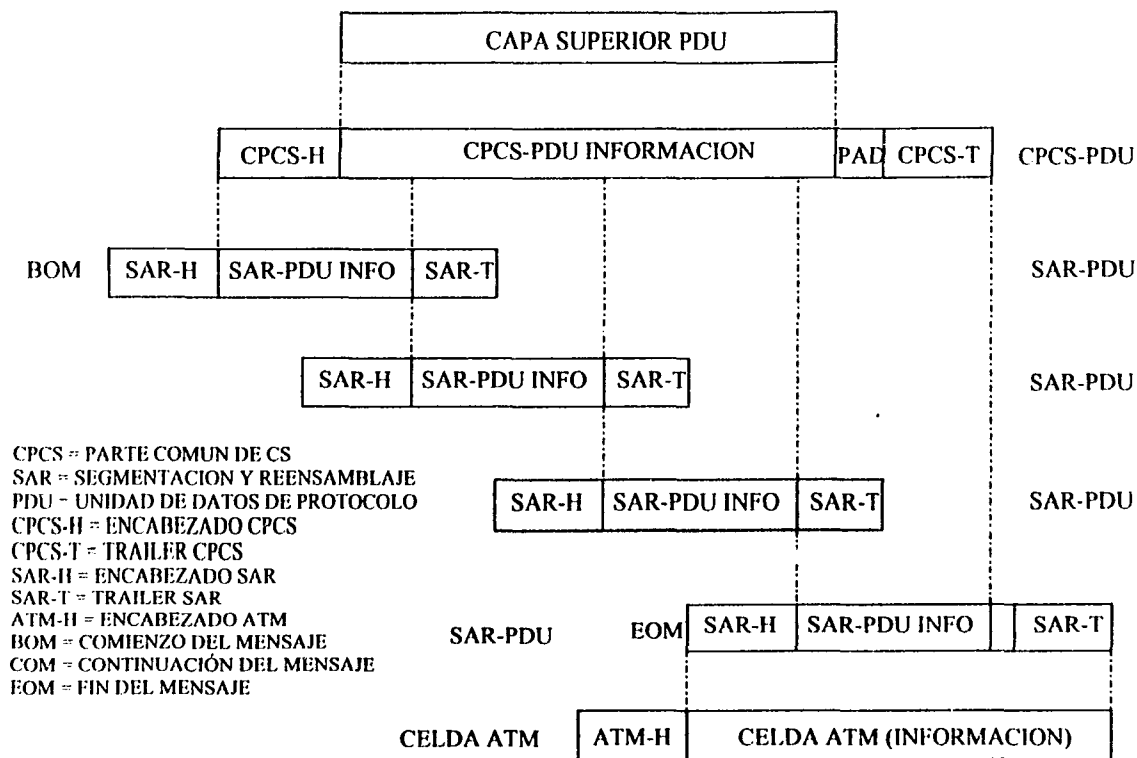 CAPA SUPERIOR PDU
CPCS-H CPCS-PDU INFORMACION PAD CPCS-T CPCS-PDU
BOM SAR-H SAR-PDU INFO SAR-T SAR-PDU
SAR-H SAR-PDU INFO SAR-T SAR-PDU
SAR-H SAR-PDU INFO SAR-T SAR-PDU
CPCS = PARTE COMUN DE CS
SAR = SEGMENTACION Y REENSAMBLAJE
PDU = UNIDAD DE DATOS DE PROTOCOLO
CPCS-H = ENCABEZADO CPCS
CPCS-T = TRAILER CPCS
SAR-H = ENCABEZADO SAR
SAR-T = TRAILER SAR
ATM-H = ENCABEZADO ATM
BOM = COMIENZO DEL MENSAJE
COM = CONTINUACIÓN DEL MENSAJE
EOM = FIN DEL MENSAJE
SAR-PDU EOM SAR-H SAR-PDU INFO SAR-T
CELDA ATM ATM-H CELDA ATM (INFORMACION)